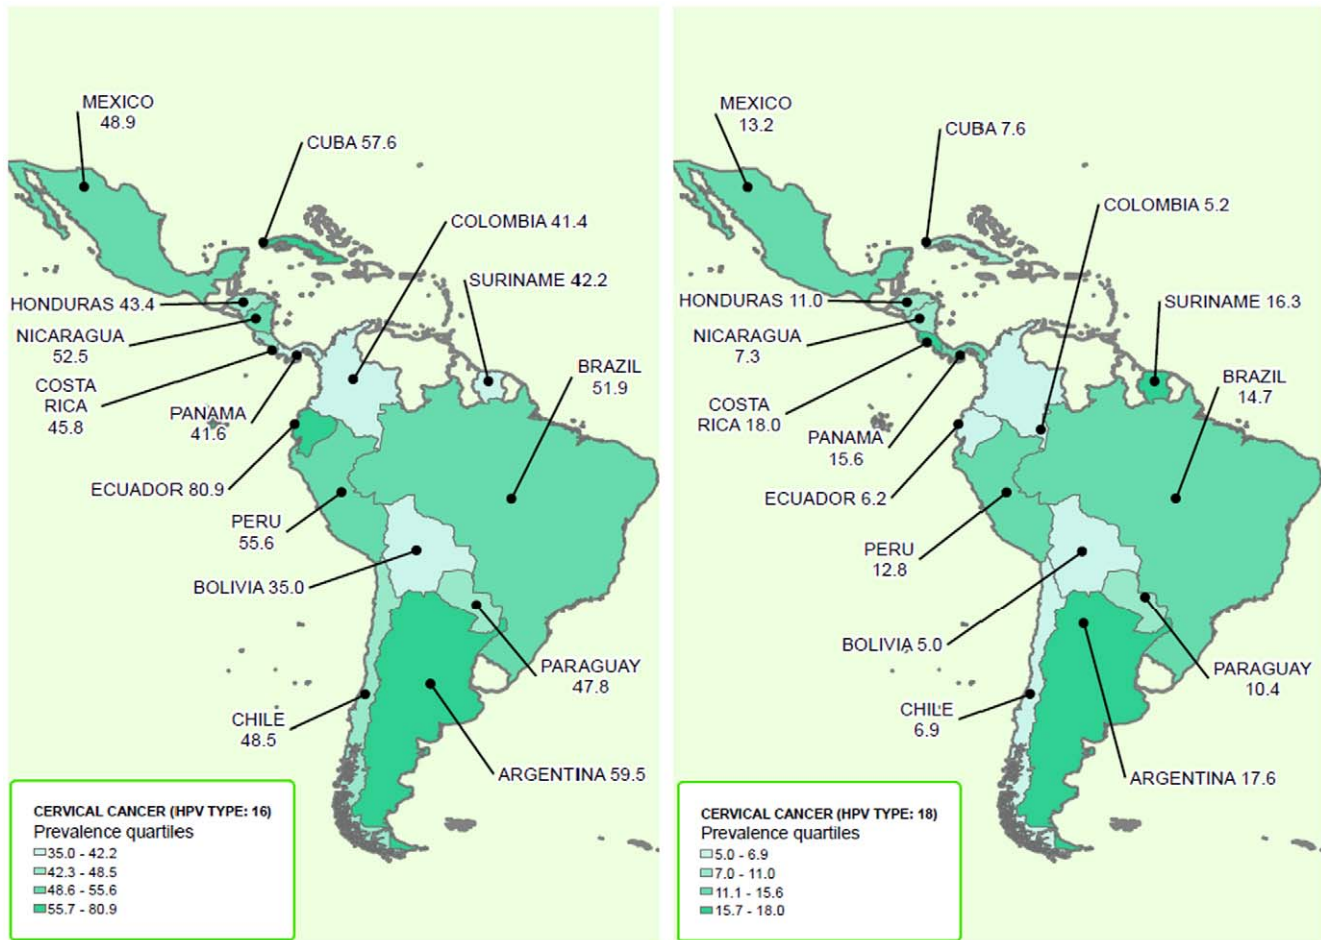 MEXICO
48.9
CUBA 57.6
COLOMBIA 41.4
SURINAME 42.2
HONDURAS 43.4
NICARAGUA
52.5
COSTA
RICA
45.8
PANAMA
41.6
BRAZIL
51.9
ECUADOR 80.9
PERU
55.6
BOLIVIA 35.0
PARAGUAY
47.8
CHILE
48.5
ARGENTINA 59.5
CERVICAL CANCER (HPV TYPE: 16)
Prevalence quartiles
35.0 - 42.2
42.3 - 48.5
48.6 - 55.6
55.7 - 80.9
MEXICO
13.2
CUBA 7.6
COLOMBIA 5.2
HONDURAS 11.0
SURINAME 16.3
NICARAGUA
7.3
BRAZIL
14.7
COSTA
RICA 18.0
PANAMA
15.6
ECUADOR 6.2
PERU
12.8
BOLIVIA 5.0
PARAGUAY
10.4
CHILE
6.9
ARGENTINA 17.6
CERVICAL CANCER (HPV TYPE: 18)
Prevalence quartiles
5.0 - 6.9
7.0 - 11.0
11.1 - 15.6
15.7 - 18.0